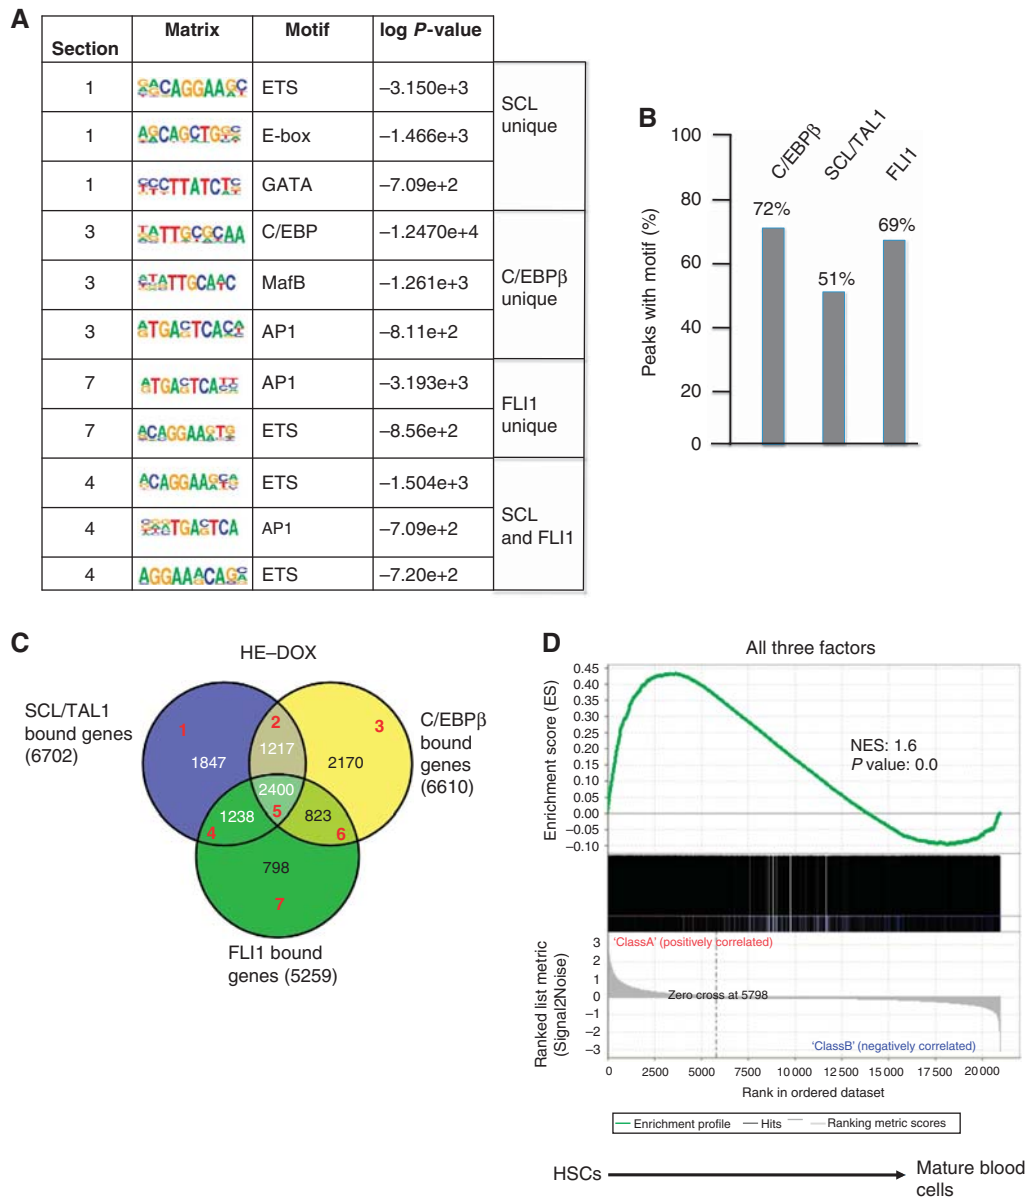 A
Section Matrix Motif log P-value
1 ETS –3.150e+3
1 E-box –1.466e+3
1 GATA –7.09e+2
SCL
unique
3 C/EBP –1.2470e+4
3 MafB –1.261e+3
3 AP1 –8.11e+2
C/EBPβ
unique
7 AP1 –3.193e+3
7 ETS –8.56e+2
FLI1
unique
4 ETS –1.504e+3
4 AP1 –7.09e+2
4 AGGAA CAG ETS –7.20e+2
SCL
and FLI1
B
Peaks with motif (%)
100
80
60
40
20
0
C/EBPβ
SCL/TAL1
FLI1
72%
51%
69%
C
HE–DOX
SCL/TAL1
bound genes
(6702)
C/EBPβ
bound
genes
(6610)
1
1847
2
1217
3
2170
2400
5
1238
4
823
6
798
7
FLI1 bound
genes (5259)
D
All three factors
Enrichment score (ES)
0.45
0.40
0.35
0.30
0.25
0.20
0.15
0.10
0.05
0.00
–0.05
–0.10
NES: 1.6
P value: 0.0
Ranked list metric
(Signal2Noise)
3
2
1
0
–1
–2
–3
'ClassA' (positively correlated)
Zero cross at 5798
'ClassB' (negatively correlated)
0 2500 5000 7500 10 000 12 500 15 000 17 500 20 000
Rank in ordered dataset
Enrichment profile Hits Ranking metric scores
HSCs
Mature blood
cells